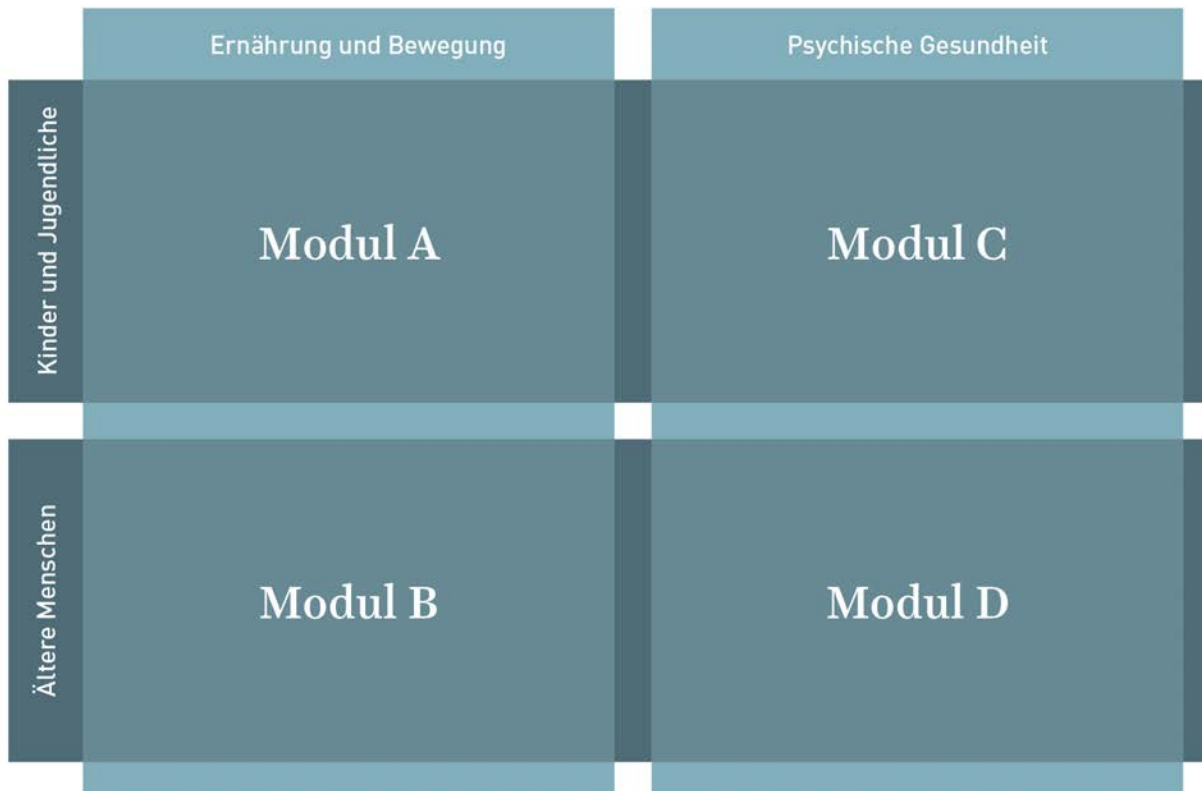 Ernährung und Bewegung
Psychische Gesundheit
Kinder und Jugendliche
Modul A
Modul C
Ältere Menschen
Modul B
Modul D